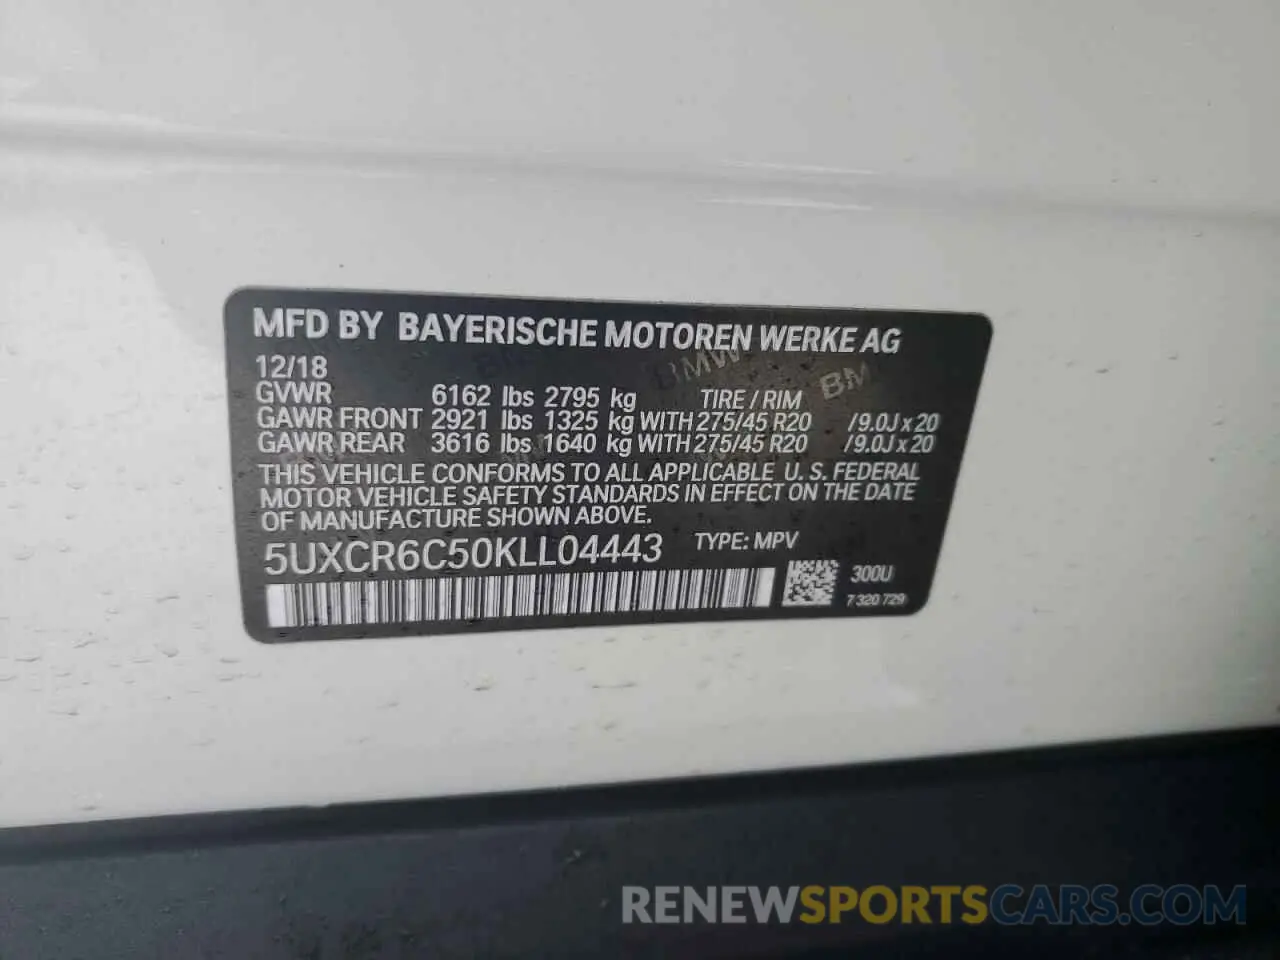 MFD BY BAYERISCHE MOTOREN WERKE AG
12/18
GVWR 6162 lbs 2795 kg TIRE / RIM
GAWR FRONT 2921 lbs 1325 kg WITH 275/45 R20 /9.0J x 20
GAWR REAR 3616 lbs 1640 kg WITH 275/45 R20 /9.0J x 20
THIS VEHICLE CONFORMS TO ALL APPLICABLE U. S. FEDERAL
MOTOR VEHICLE SAFETY STANDARDS IN EFFECT ON THE DATE
OF MANUFACTURE SHOWN ABOVE.
5UXCR6C50KLL04443 TYPE: MPV
300U
7 320 729
RENEWSPORTSCARS.COM